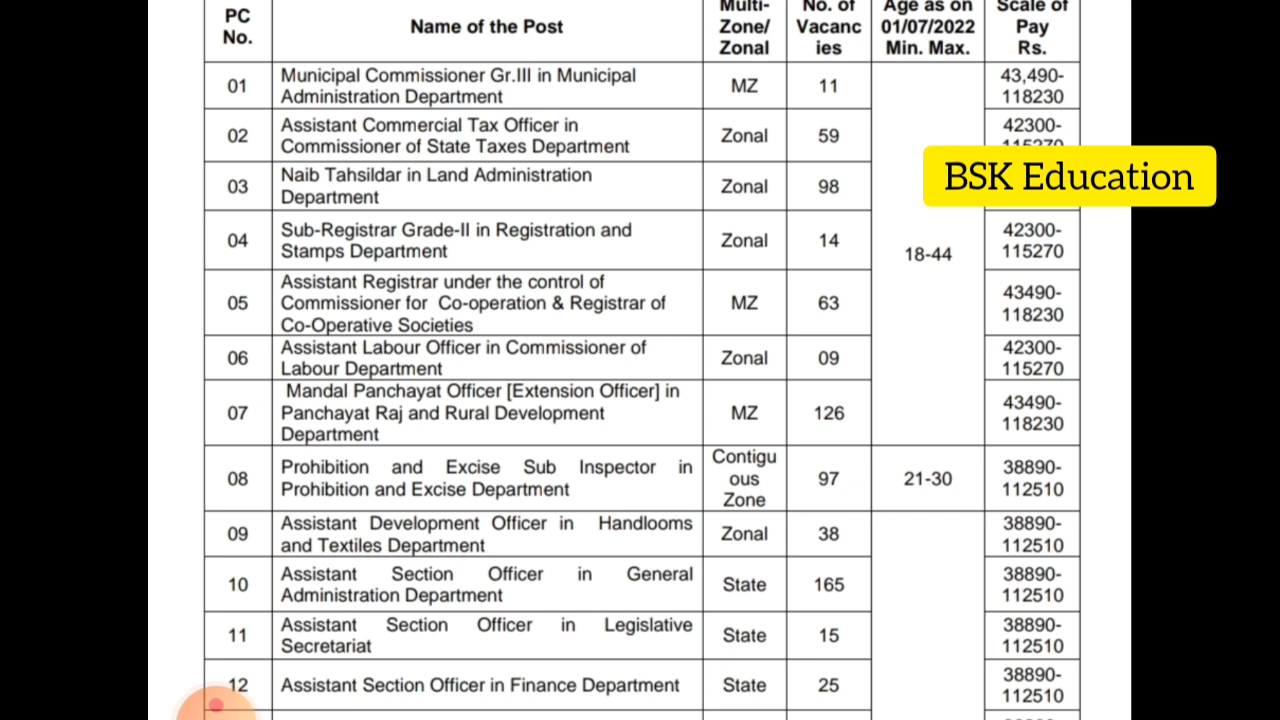 PC No.
Name of the Post
Multi-Zone/ Zonal
No. of Vacancies
Age as on 01/07/2022 Min. Max.
Scale of Pay Rs.
01
Municipal Commissioner Gr.III in Municipal
Administration Department
MZ
11
43,490-
118230
02
Assistant Commercial Tax Officer in
Commissioner of State Taxes Department
Zonal
59
42300-
115270
03
Naib Tahsildar in Land Administration
Department
Zonal
98
BSK Education
04
Sub-Registrar Grade-II in Registration and
Stamps Department
Zonal
14
18-44
42300-
115270
05
Assistant Registrar under the control of
Commissioner for Co-operation & Registrar of
Co-Operative Societies
MZ
63
43490-
118230
06
Assistant Labour Officer in Commissioner of
Labour Department
Zonal
09
42300-
115270
07
Mandal Panchayat Officer [Extension Officer] in
Panchayat Raj and Rural Development
Department
MZ
126
43490-
118230
08
Prohibition and Excise Sub Inspector in
Prohibition and Excise Department
Contigu
ous
Zone
97
21-30
38890-
112510
09
Assistant Development Officer in Handlooms
and Textiles Department
Zonal
38
38890-
112510
10
Assistant Section Officer in General
Administration Department
State
165
38890-
112510
11
Assistant Section Officer in Legislative
Secretariat
State
15
38890-
112510
12
Assistant Section Officer in Finance Department
State
25
38890-
112510